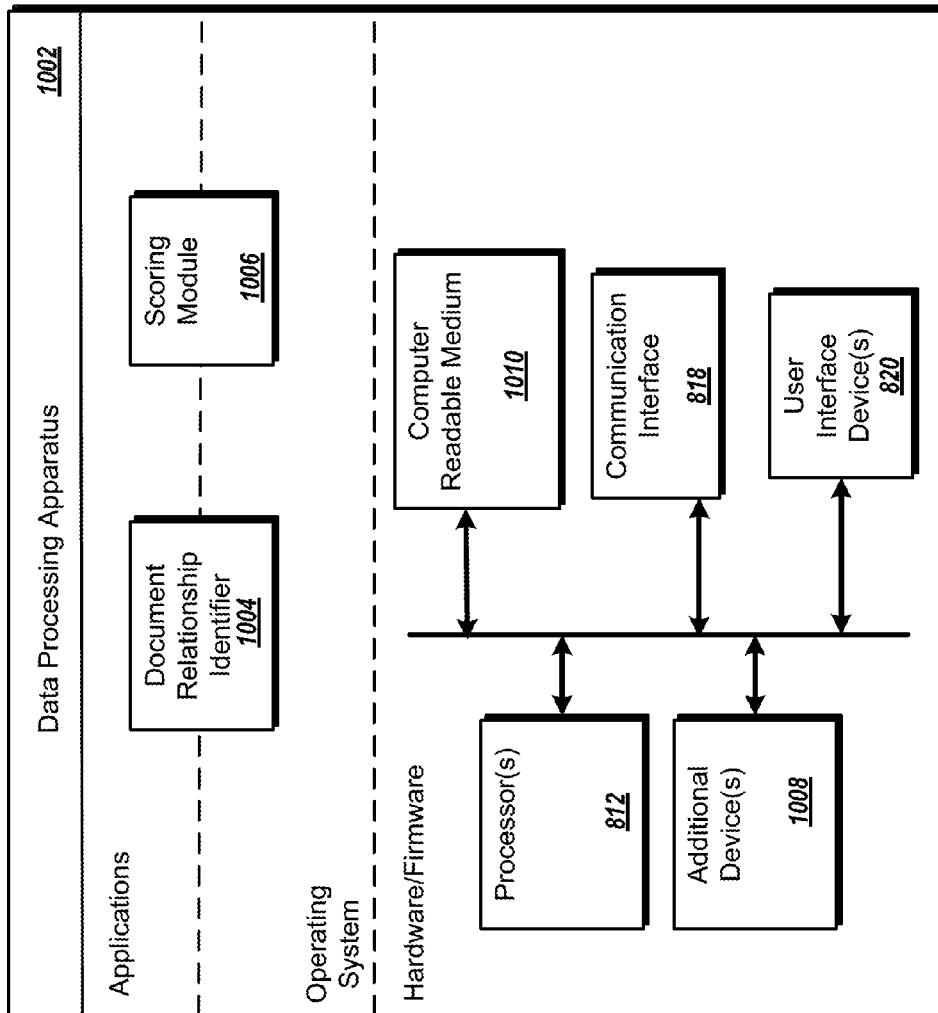 Data Processing Apparatus
1002
Applications
Document
Relationship
Identifier
1004
Scoring
Module
1006
Operating
System
Hardware/Firmware
Processor(s)
812
Computer
Readable Medium
1010
Communication
Interface
818
Additional
Device(s)
1008
User
Interface
Device(s)
820